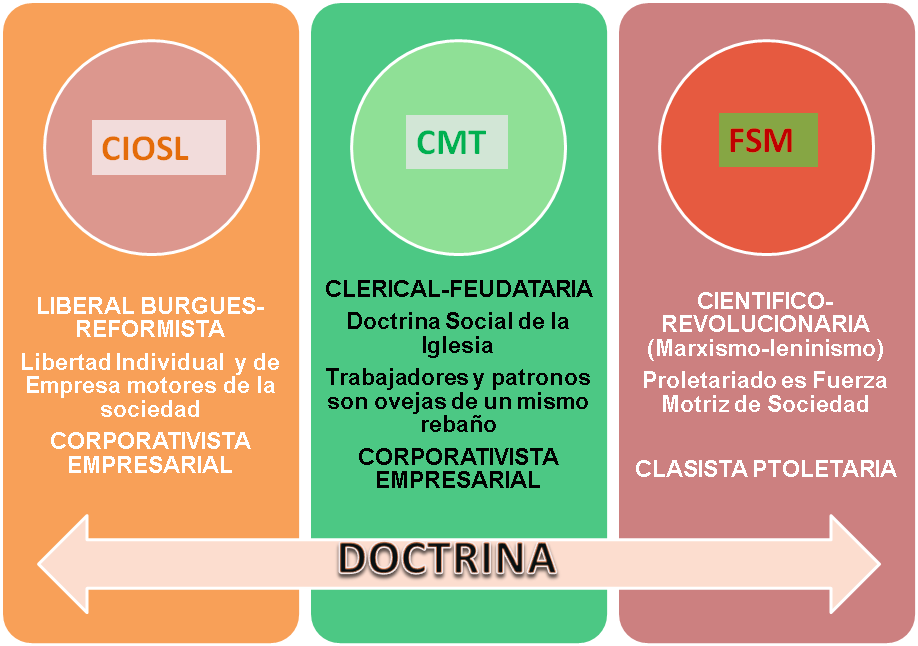 CIOSL
LIBERAL BURGUES-
REFORMISTA
Libertad Individual y de
Empresa motores de la
sociedad
CORPORATIVISTA
EMPRESARIAL
CMT
CLERICAL-FEUDATARIA
Doctrina Social de la
Iglesia
Trabajadores y patronos
son ovejas de un mismo
rebaño
CORPORATIVISTA
EMPRESARIAL
FSM
CIENTIFICO-
REVOLUCIONARIA
(Marxismo-leninismo)
Proletariado es Fuerza
Motriz de Sociedad
CLASISTA PTOLETARIA
DOCTRINA